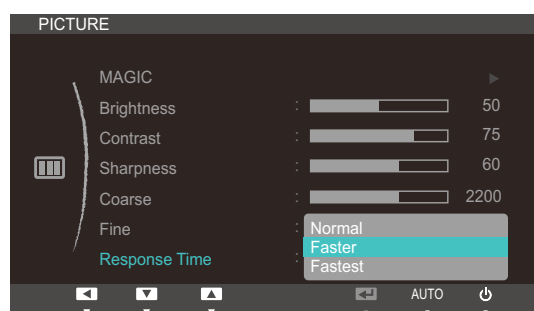 PICTURE
MAGIC
Brightness : 50
Contrast : 75
Sharpness : 60
Coarse : 2200
Fine : Normal
Faster
Response Time : Fastest
AUTO